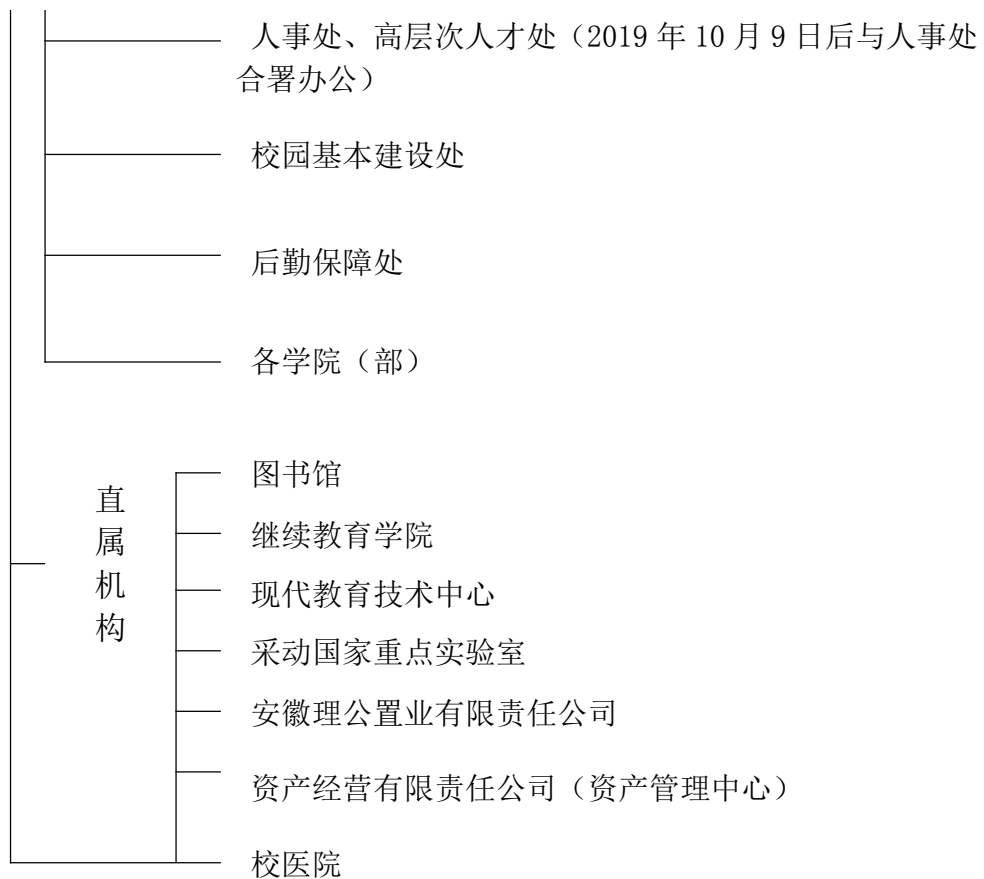 人事处、高层次人才处（2019 年 10 月 9 日后与人事处
合署办公）
校园基本建设处
后勤保障处
各学院（部）
直属机构
图书馆
继续教育学院
现代教育技术中心
采动国家重点实验室
安徽理公置业有限责任公司
资产经营有限责任公司（资产管理中心）
校医院